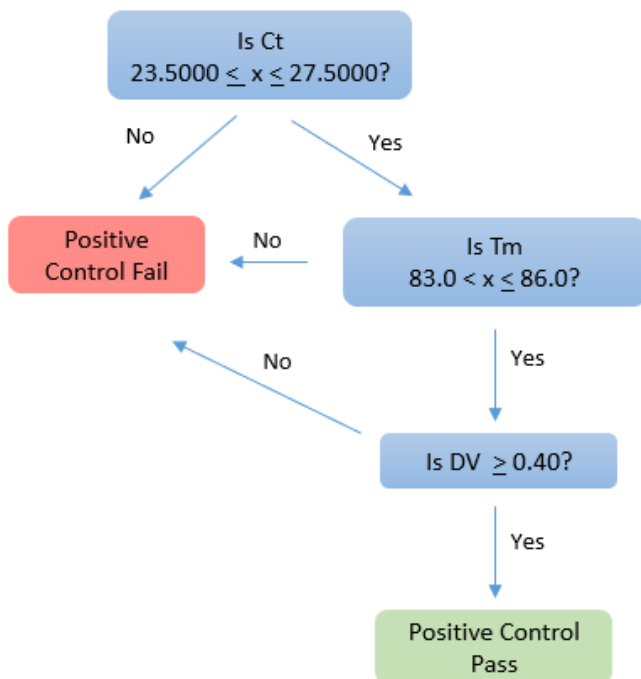 Is Ct
23.5000 ≤ x ≤ 27.5000?
No
Yes
Positive
Control Fail
No
Is Tm
83.0 < x ≤ 86.0?
No
Yes
Is DV ≥ 0.40?
Yes
Positive Control
Pass